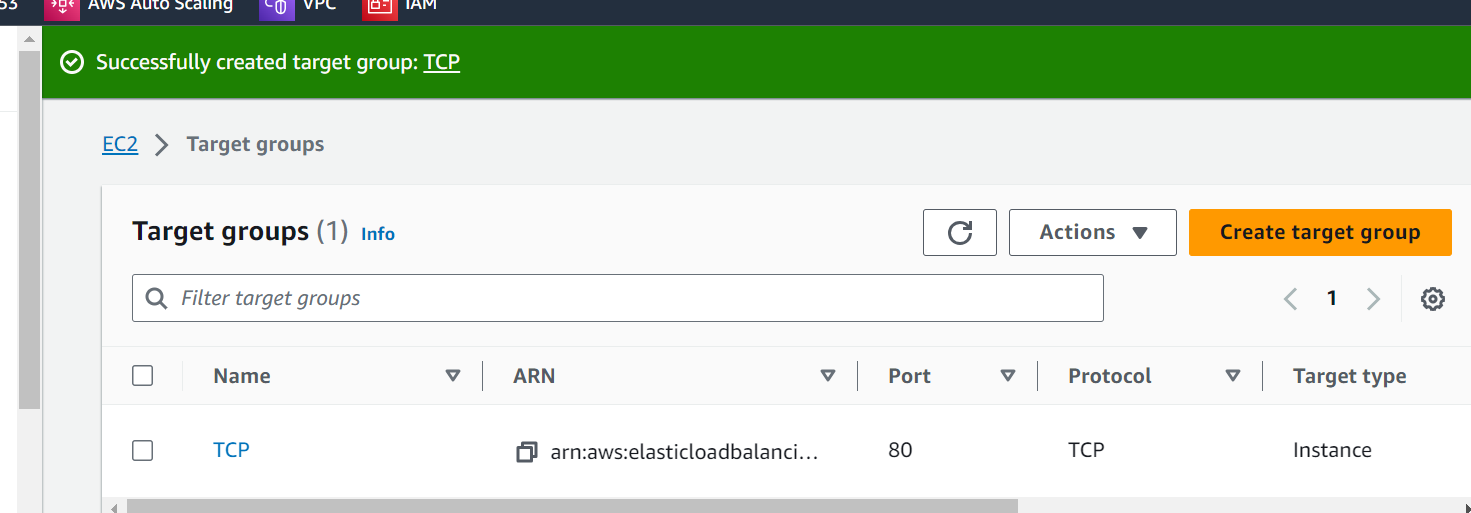 53 AWS Auto Scaling VPC IAM
Successfully created target group: TCP
EC2 Target groups
Target groups (1) Info
Actions
Create target group
Filter target groups
1
Name ARN Port Protocol Target type
TCP arn:aws:elasticloadbalanci... 80 TCP Instance